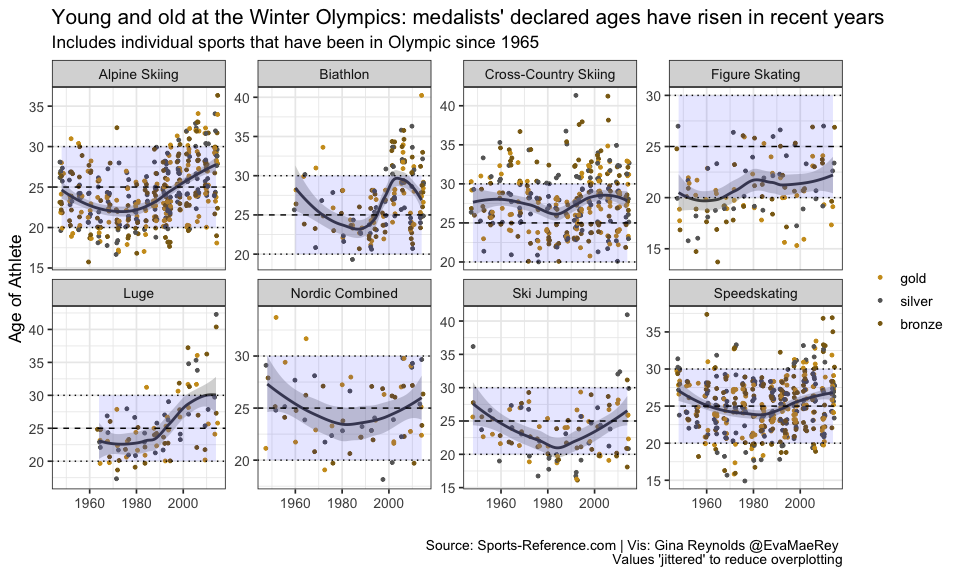 Young and old at the Winter Olympics: medalists' declared ages have risen in recent years
Includes individual sports that have been in Olympic since 1965
Alpine Skiing
Biathlon
Cross-Country Skiing
Figure Skating
35
30
25
20
15
40
35
30
25
20
40
35
30
25
20
30
25
20
15
Age of Athlete
Luge
Nordic Combined
Ski Jumping
Speedskating
40
35
30
25
20
30
25
20
40
35
30
25
20
15
35
30
25
20
15
1960 1980 2000
1960 1980 2000
1960 1980 2000
1960 1980 2000
gold
silver
bronze
Source: Sports-Reference.com | Vis: Gina Reynolds @EvaMaeRey
Values 'jittered' to reduce overplotting